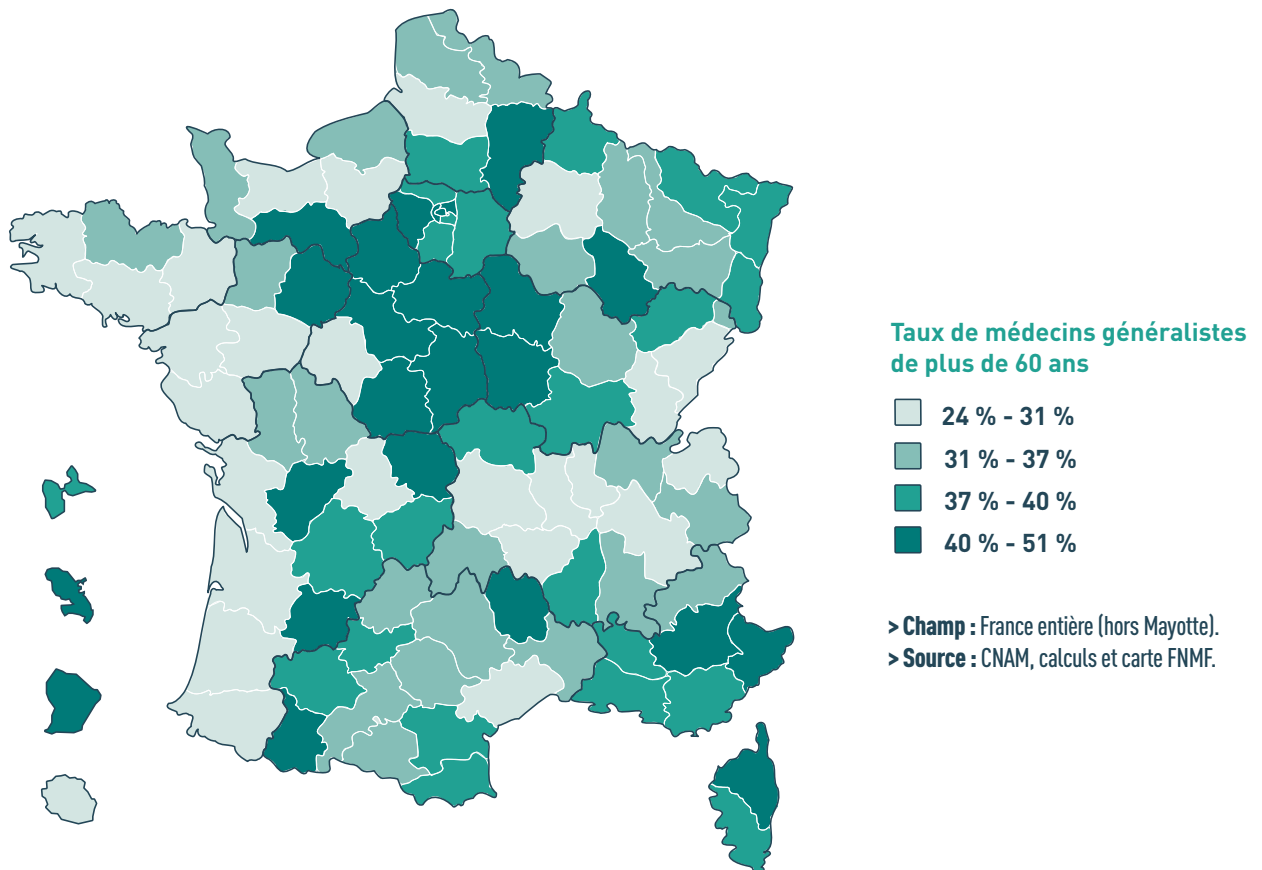 Taux de médecins généralistes
de plus de 60 ans
24 % - 31 %
31 % - 37 %
37 % - 40 %
40 % - 51 %
> Champ : France entière (hors Mayotte).
> Source : CNAM, calculs et carte FNMF.